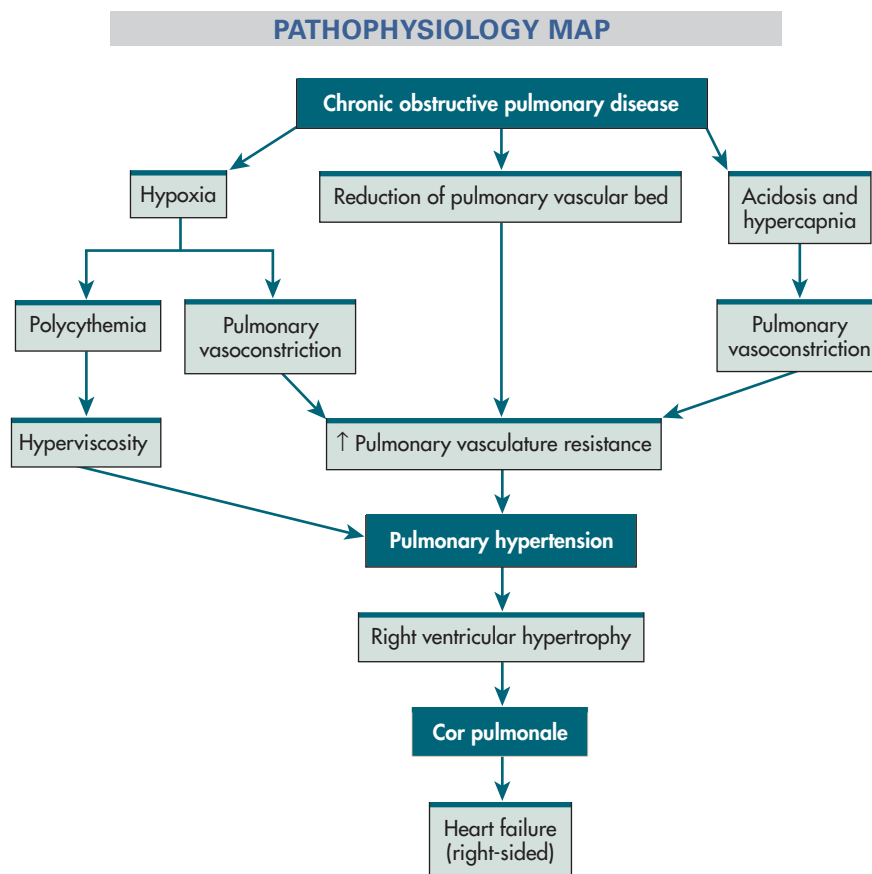 PATHOPHYSIOLOGY MAP
Chronic obstructive pulmonary disease
Hypoxia
Reduction of pulmonary vascular bed
Acidosis and
hypercapnia
Polycythemia
Pulmonary
vasoconstriction
Pulmonary
vasoconstriction
Hyperviscosity
↑ Pulmonary vasculature resistance
Pulmonary hypertension
Right ventricular hypertrophy
Cor pulmonale
Heart failure
(right-sided)